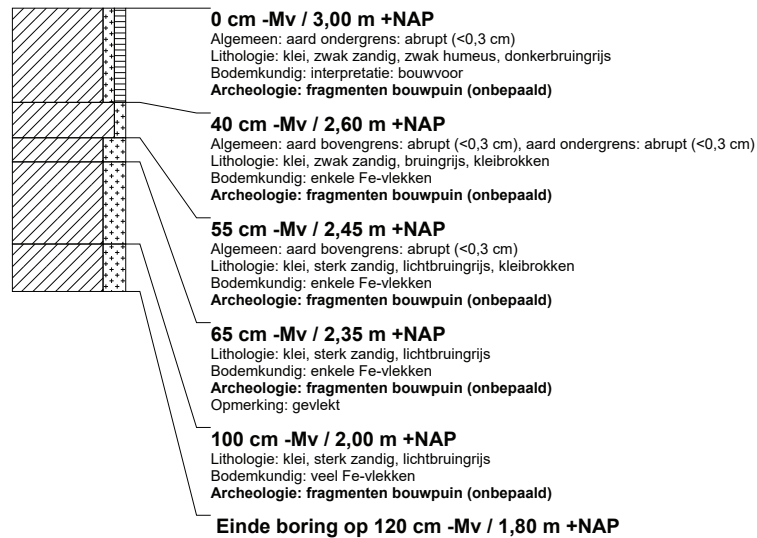 0 cm -Mv / 3,00 m +NAP
Algemeen: aard ondergrens: abrupt (<0,3 cm)
Lithologie: klei, zwak zandig, zwak humeus, donkerbruingrijs
Bodemkundig: interpretatie: bouwvoor
Archeologie: fragmenten bouwpuin (onbepaald)
40 cm -Mv / 2,60 m +NAP
Algemeen: aard bovengrens: abrupt (<0,3 cm), aard ondergrens: abrupt (<0,3 cm)
Lithologie: klei, zwak zandig, bruingrijs, kleibrokken
Bodemkundig: enkele Fe-vlekken
Archeologie: fragmenten bouwpuin (onbepaald)
55 cm -Mv / 2,45 m +NAP
Algemeen: aard bovengrens: abrupt (<0,3 cm)
Lithologie: klei, sterk zandig, lichtbruingrijs, kleibrokken
Bodemkundig: enkele Fe-vlekken
Archeologie: fragmenten bouwpuin (onbepaald)
65 cm -Mv / 2,35 m +NAP
Lithologie: klei, sterk zandig, lichtbruingrijs
Bodemkundig: enkele Fe-vlekken
Archeologie: fragmenten bouwpuin (onbepaald)
Opmerking: gevlekt
100 cm -Mv / 2,00 m +NAP
Lithologie: klei, sterk zandig, lichtbruingrijs
Bodemkundig: veel Fe-vlekken
Archeologie: fragmenten bouwpuin (onbepaald)
Einde boring op 120 cm -Mv / 1,80 m +NAP